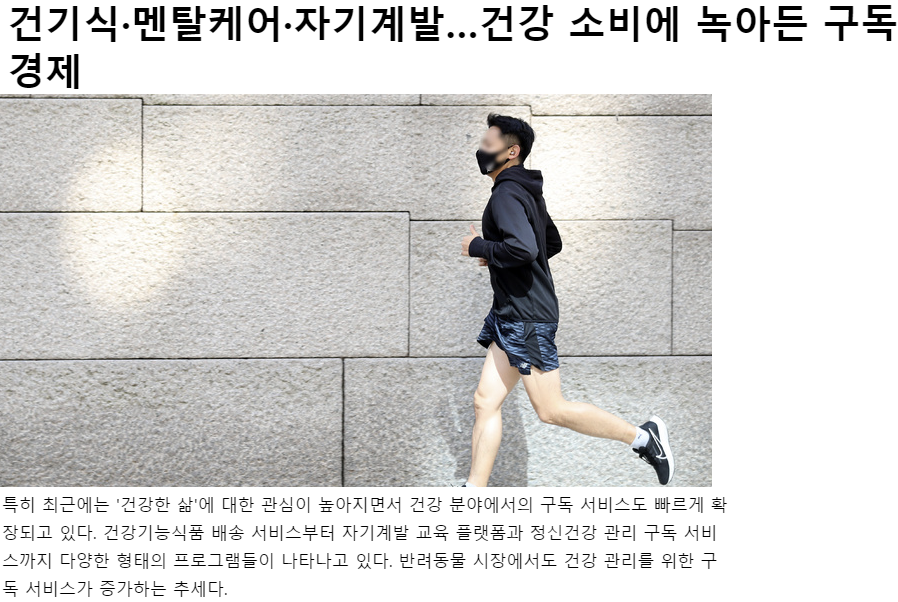 건기식·멘탈케어·자기계발...건강 소비에 녹아든 구독
경제
특히 최근에는 '건강한 삶'에 대한 관심이 높아지면서 건강 분야에서의 구독 서비스도 빠르게 확
장되고 있다. 건강기능식품 배송 서비스부터 자기계발 교육 플랫폼과 정신건강 관리 구독 서비
스까지 다양한 형태의 프로그램들이 나타나고 있다. 반려동물 시장에서도 건강 관리를 위한 구
독 서비스가 증가하는 추세다.